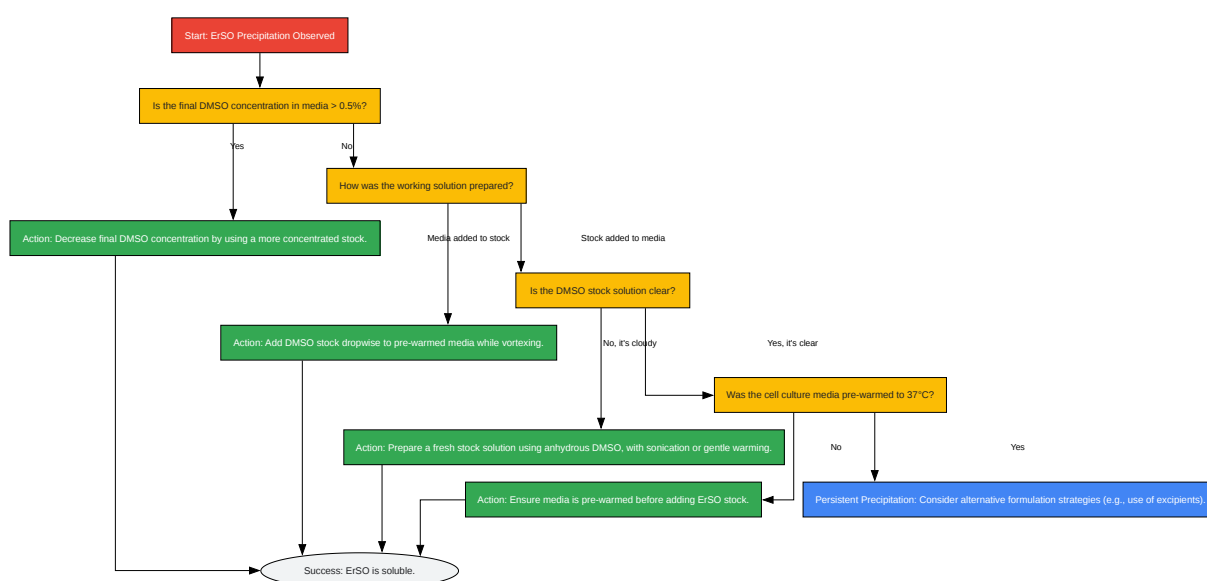 Start: ErSO Precipitation Observed
Is the final DMSO concentration in media > 0.5%?
Yes
No
How was the working solution prepared?
Action: Decrease final DMSO concentration by using a more concentrated stock.
Media added to stock
Stock added to media
Is the DMSO stock solution clear?
Action: Add DMSO stock dropwise to pre-warmed media while vortexing.
No, it's cloudy
Yes, it's clear
Was the cell culture media pre-warmed to 37°C?
Action: Prepare a fresh stock solution using anhydrous DMSO, with sonication or gentle warming.
No
Yes
Action: Ensure media is pre-warmed before adding ErSO stock.
Persistent Precipitation: Consider alternative formulation strategies (e.g., use of excipients).
Success: ErSO is soluble.